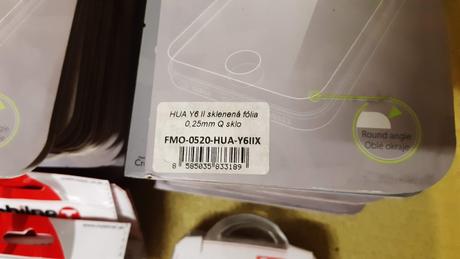 HUA Y6 II sklenená fólia
0,25mm Q sklo
FMO-0520-HUA-Y6IIX
8 585035 833189
Round angle
Oblé okraje